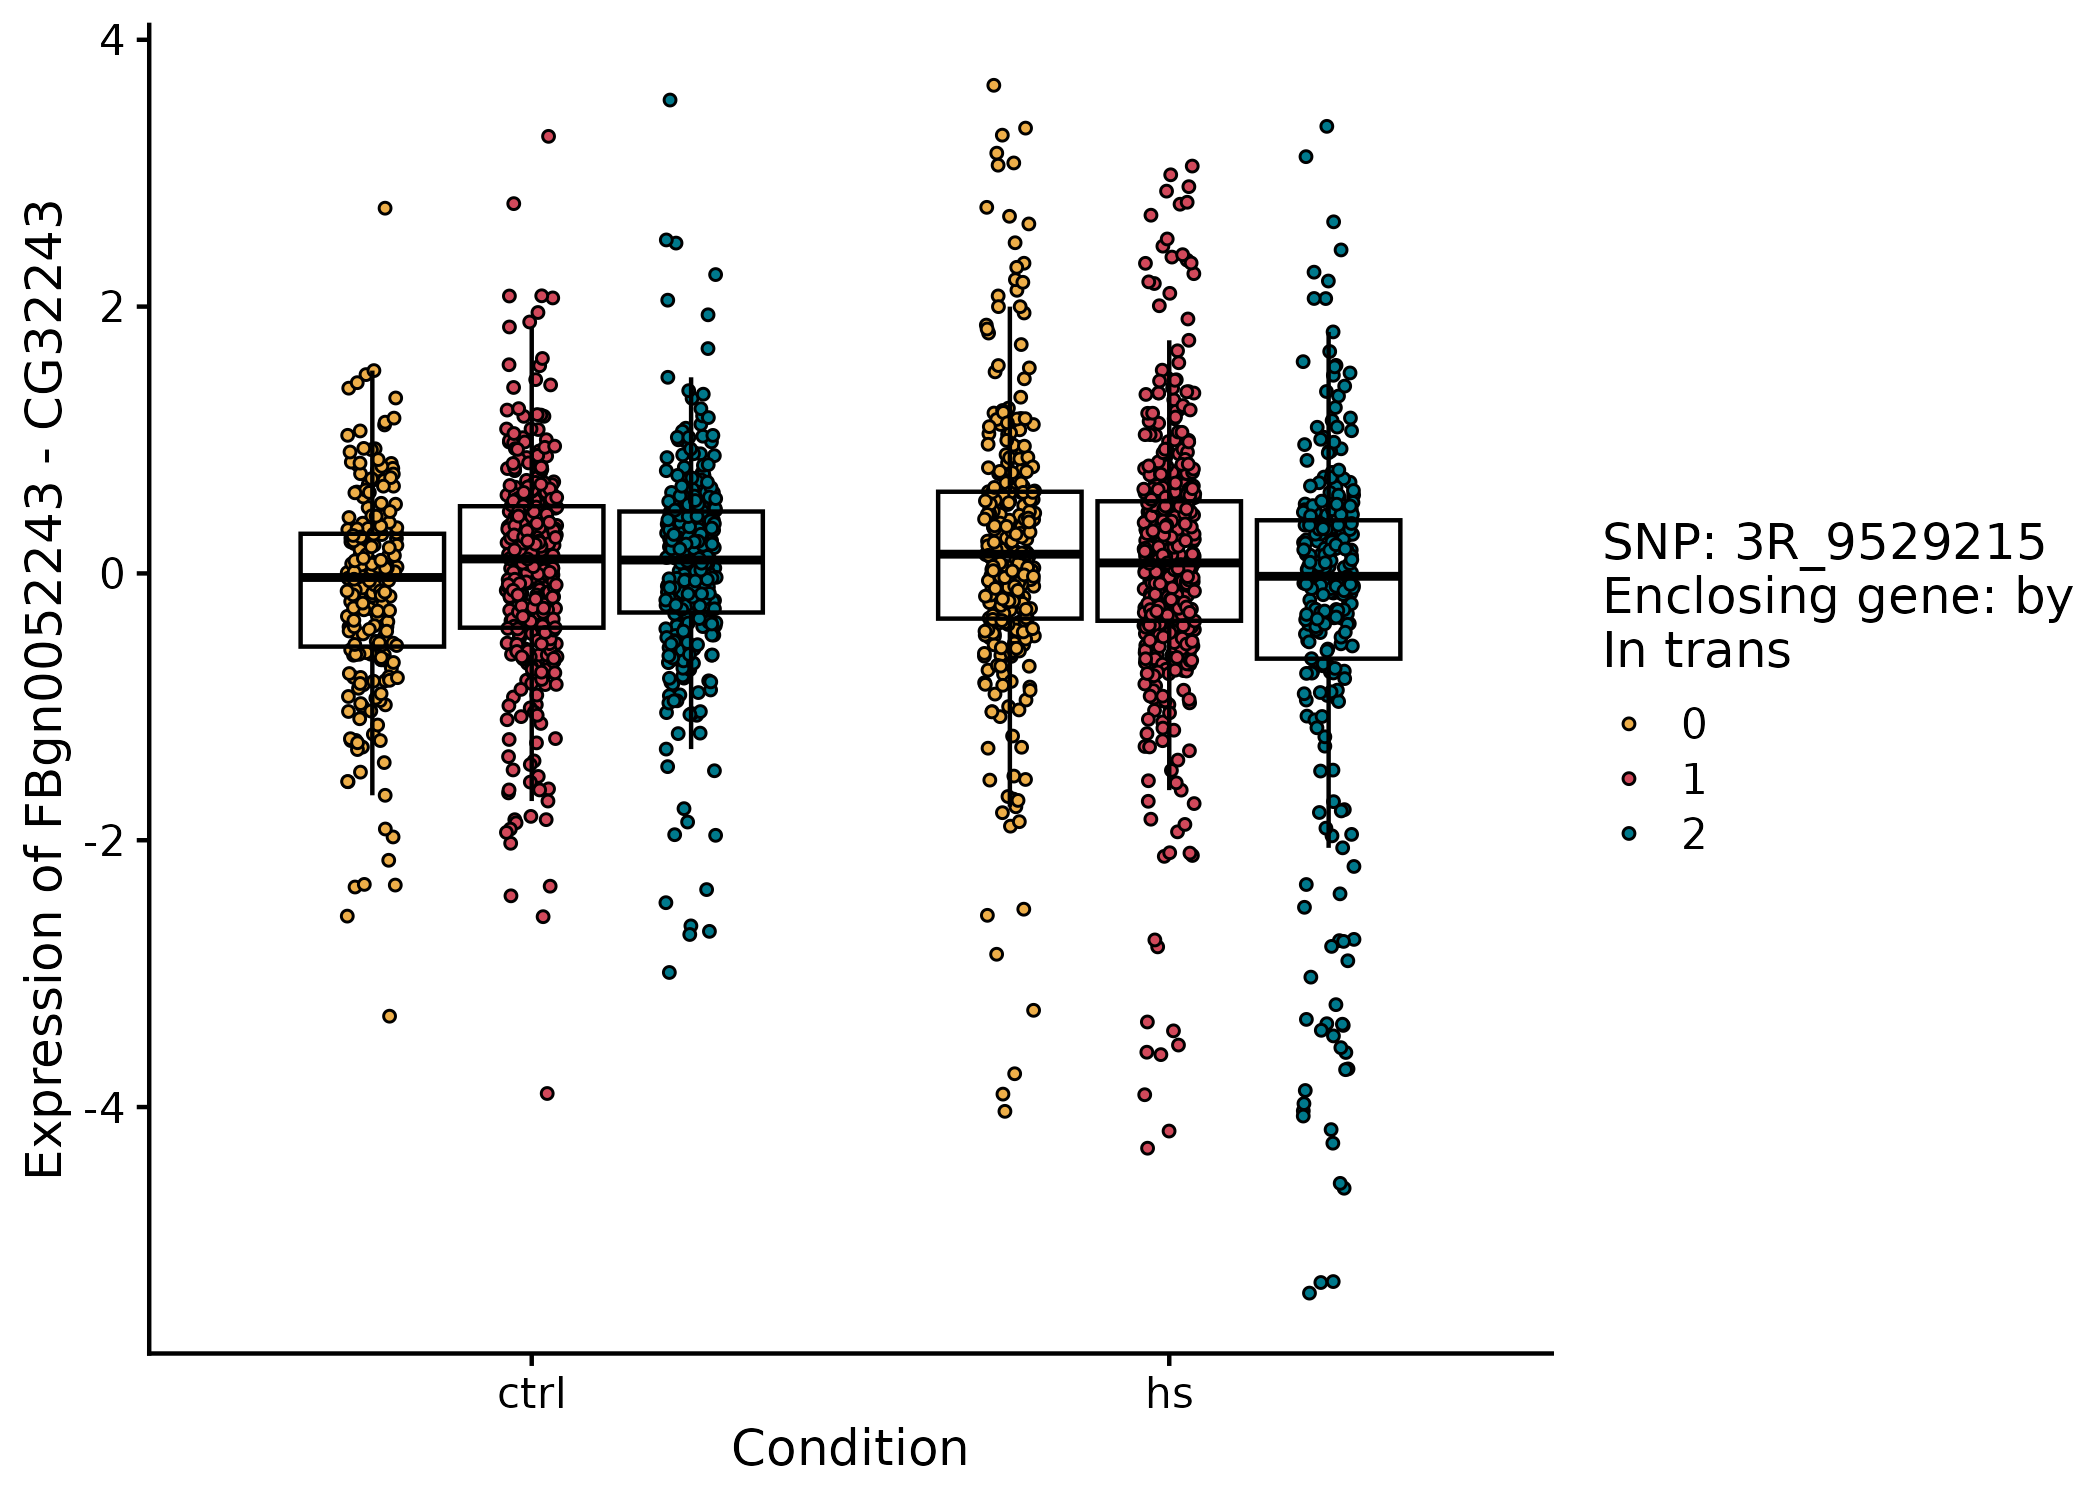 Expression of FBgn0052243 - CG32243
4
2
0
-2
-4
ctrl
hs
Condition
SNP: 3R_9529215
Enclosing gene: by
In trans
0
1
2